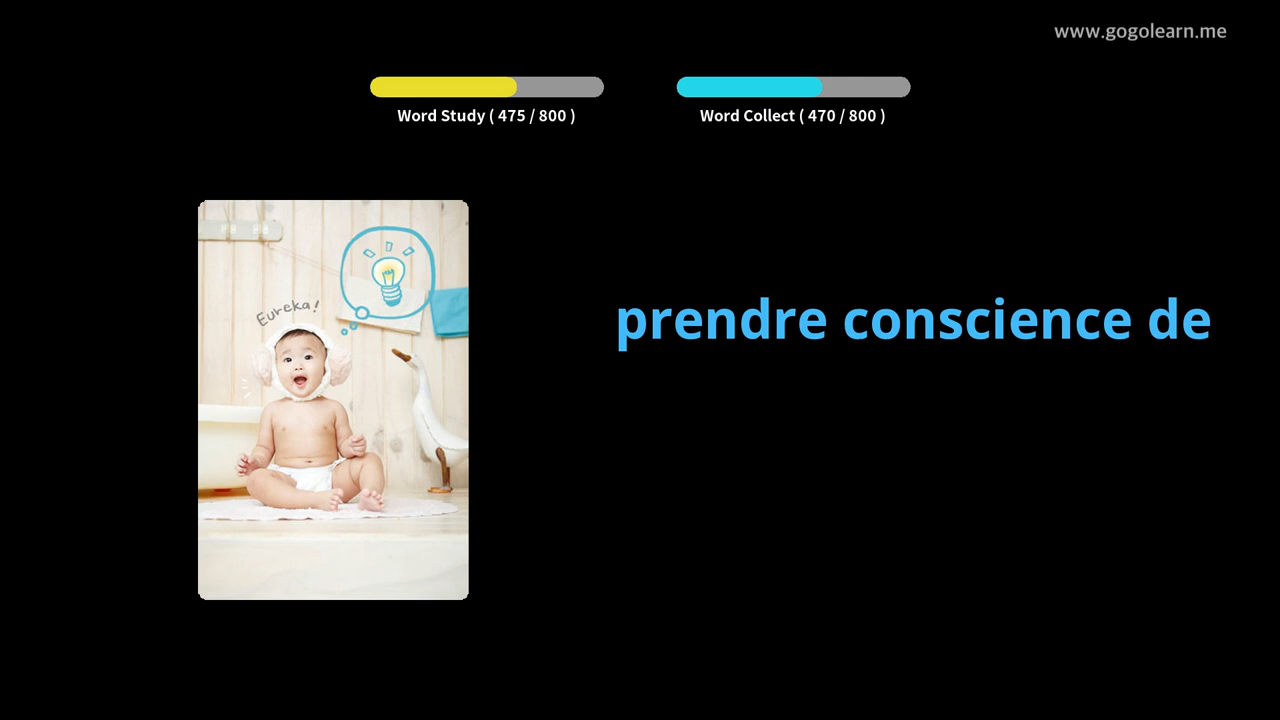 www.gogolearn.me
Word Study ( 475 / 800 )
Word Collect ( 470 / 800 )
Eureka!
prendre conscience de